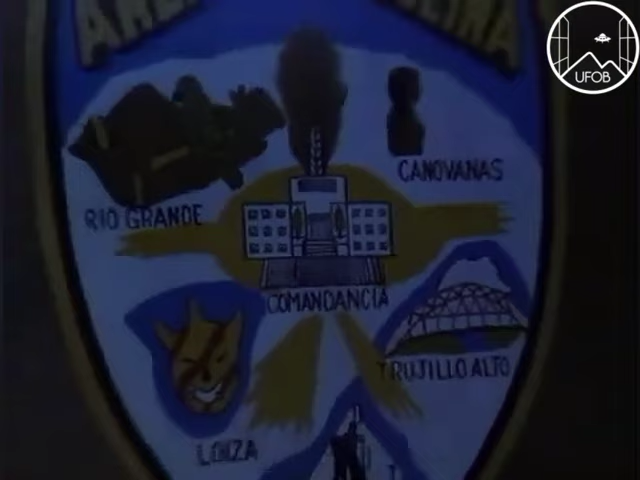 UFOB
CANOVANAS
RIO GRANDE
COMANDANCIA
TRUJILLO ALTO
LOIZA